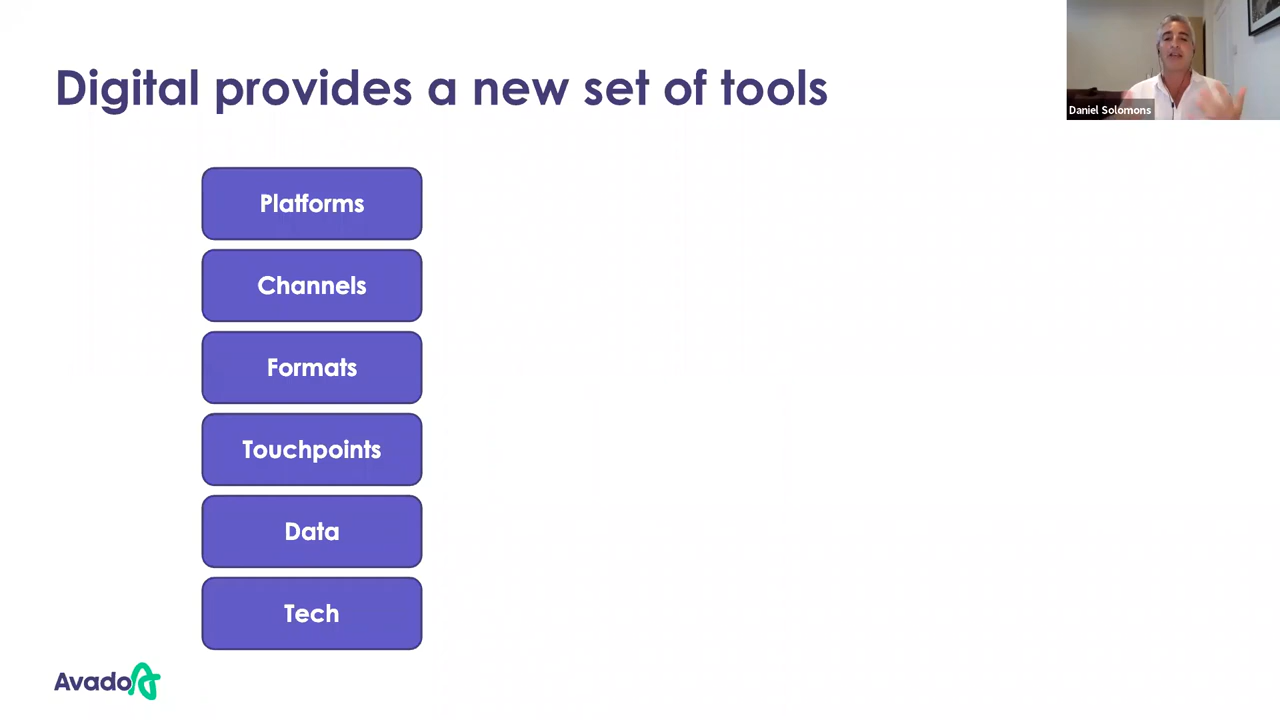 Digital provides a new set of tools
Daniel Solomons
Platforms
Channels
Formats
Touchpoints
Data
Tech
Avado